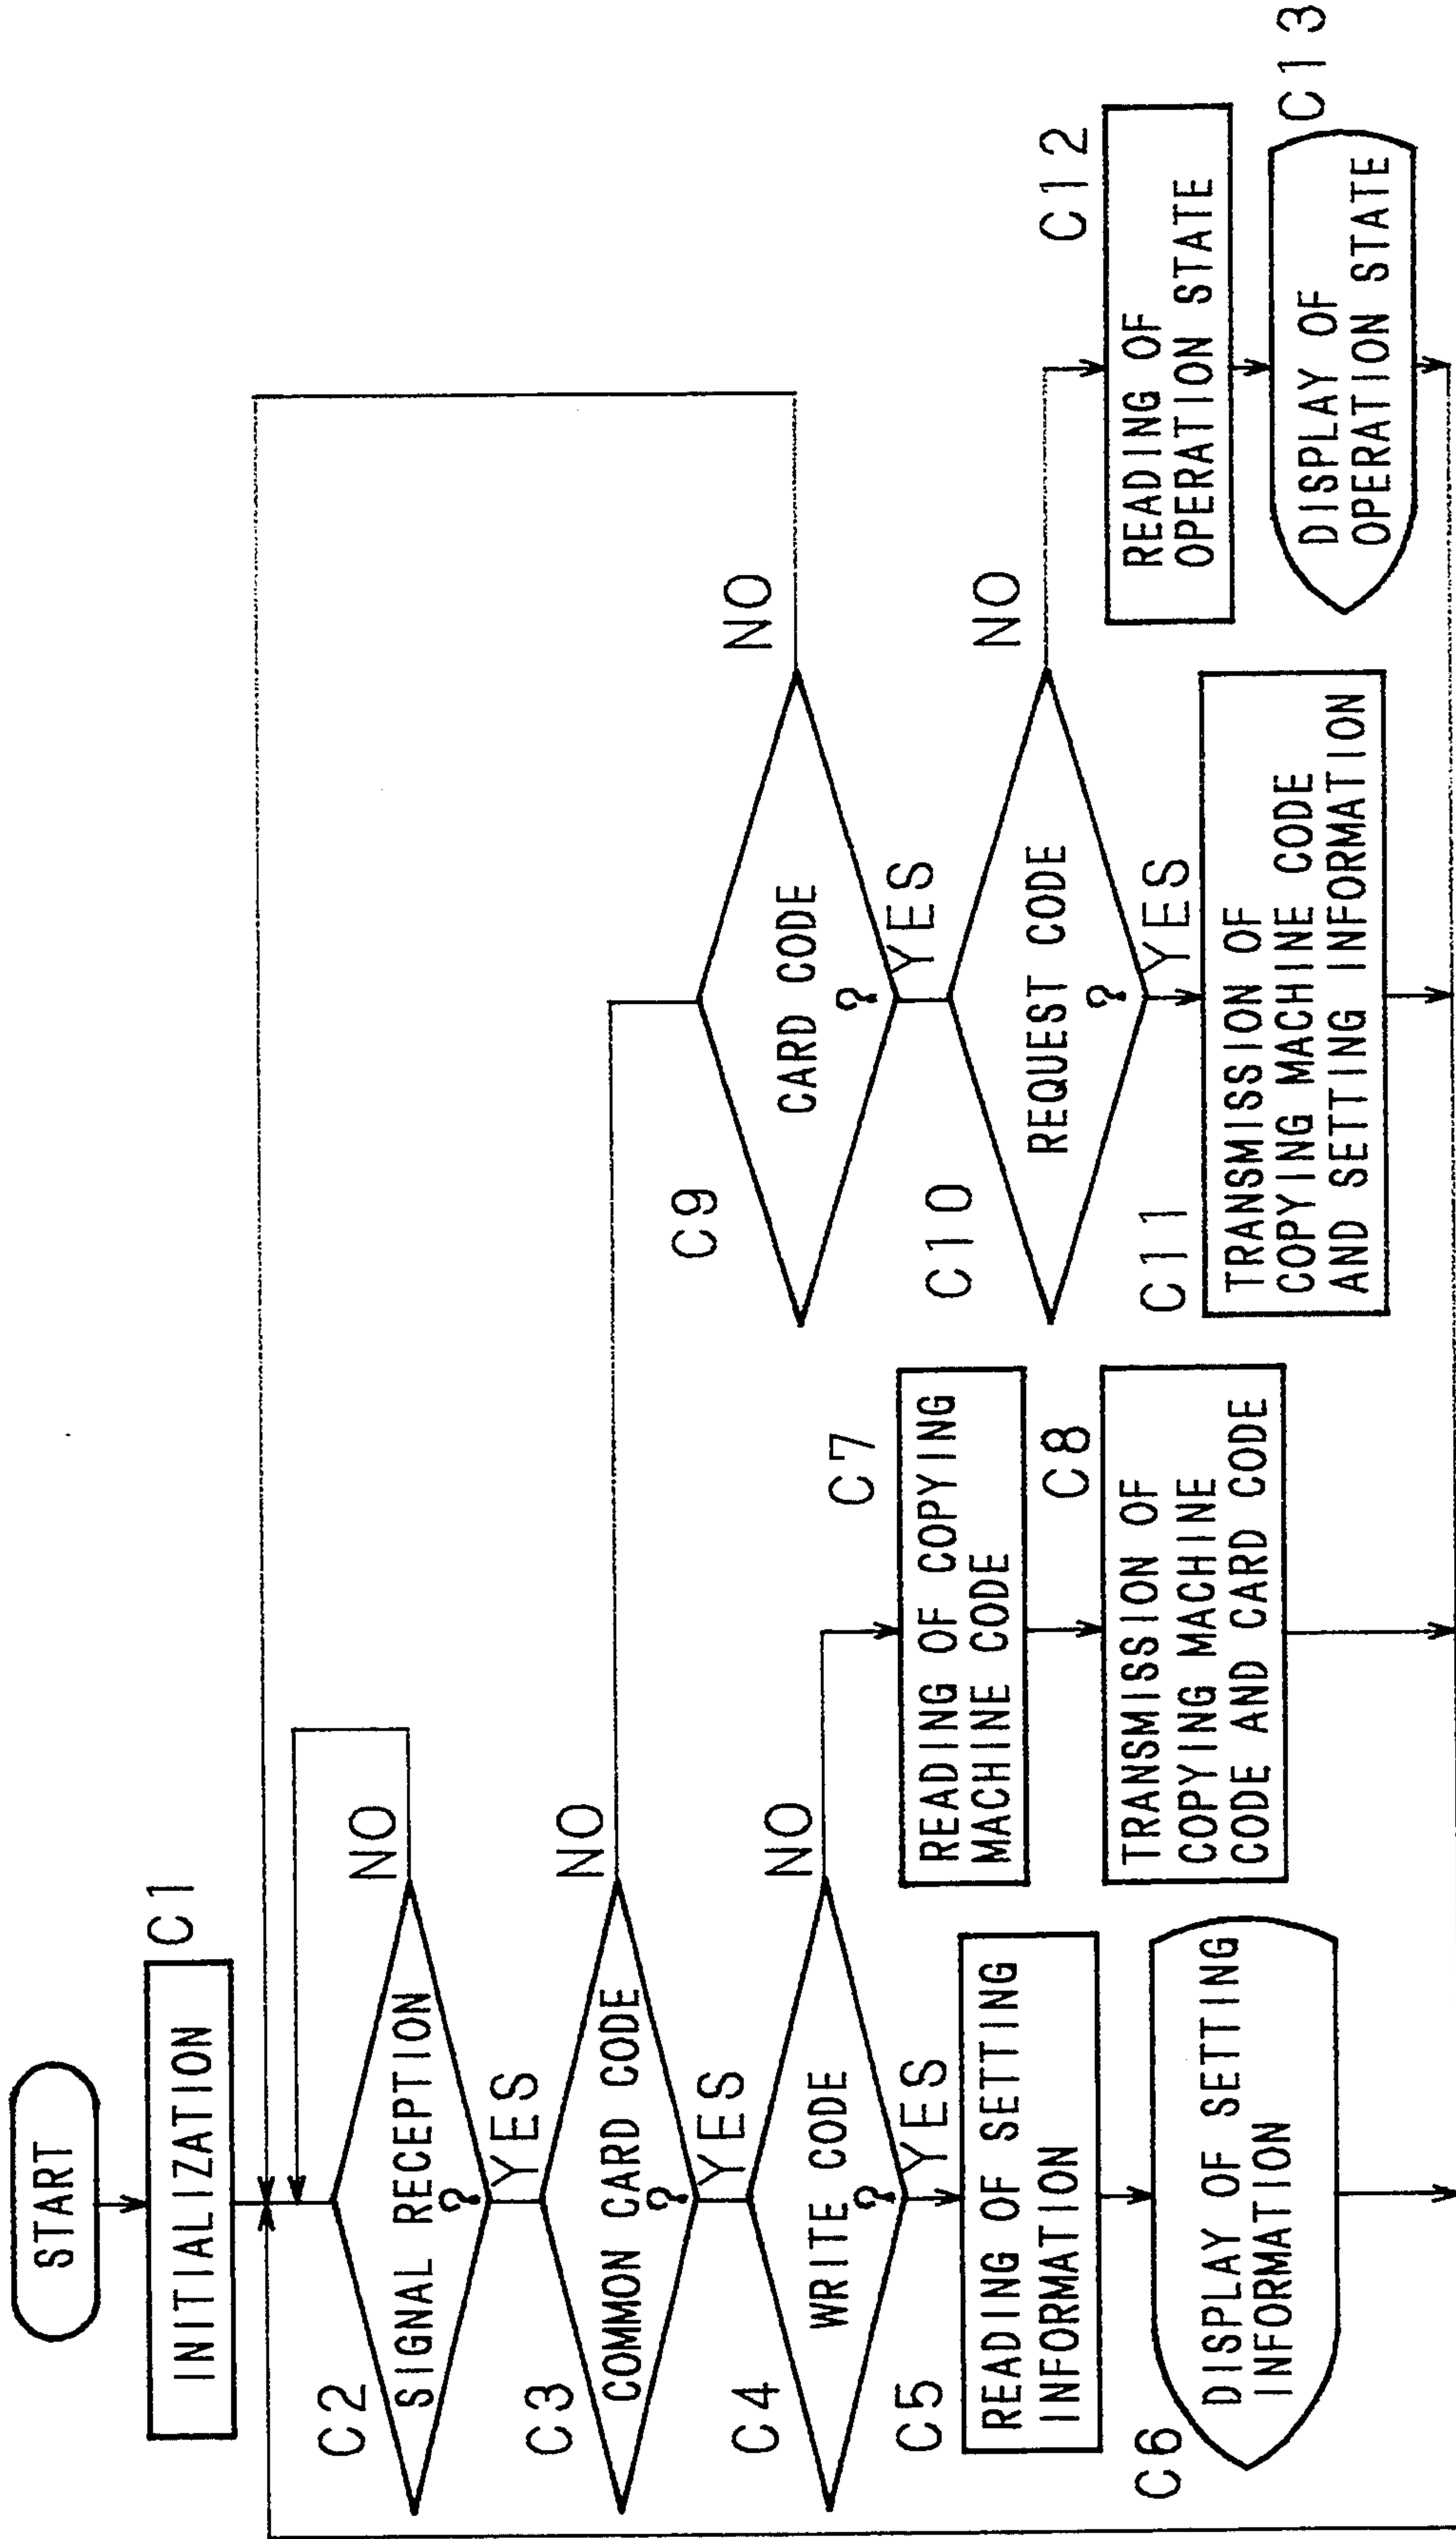 START
INITIALIZATION
C1
C2
SIGNAL RECEPTION
?
NO
YES
C3
COMMON CARD CODE
?
NO
YES
C4
WRITE CODE
?
NO
YES
C5
READING OF SETTING
INFORMATION
C6
DISPLAY OF SETTING
INFORMATION
C7
READING OF COPYING
MACHINE CODE
C8
TRANSMISSION OF
COPYING MACHINE
CODE AND CARD CODE
C9
CARD CODE
?
NO
YES
C10
REQUEST CODE
?
NO
YES
C11
TRANSMISSION OF
COPYING MACHINE CODE
AND SETTING INFORMATION
C12
READING OF
OPERATION STATE
C13
DISPLAY OF
OPERATION STATE